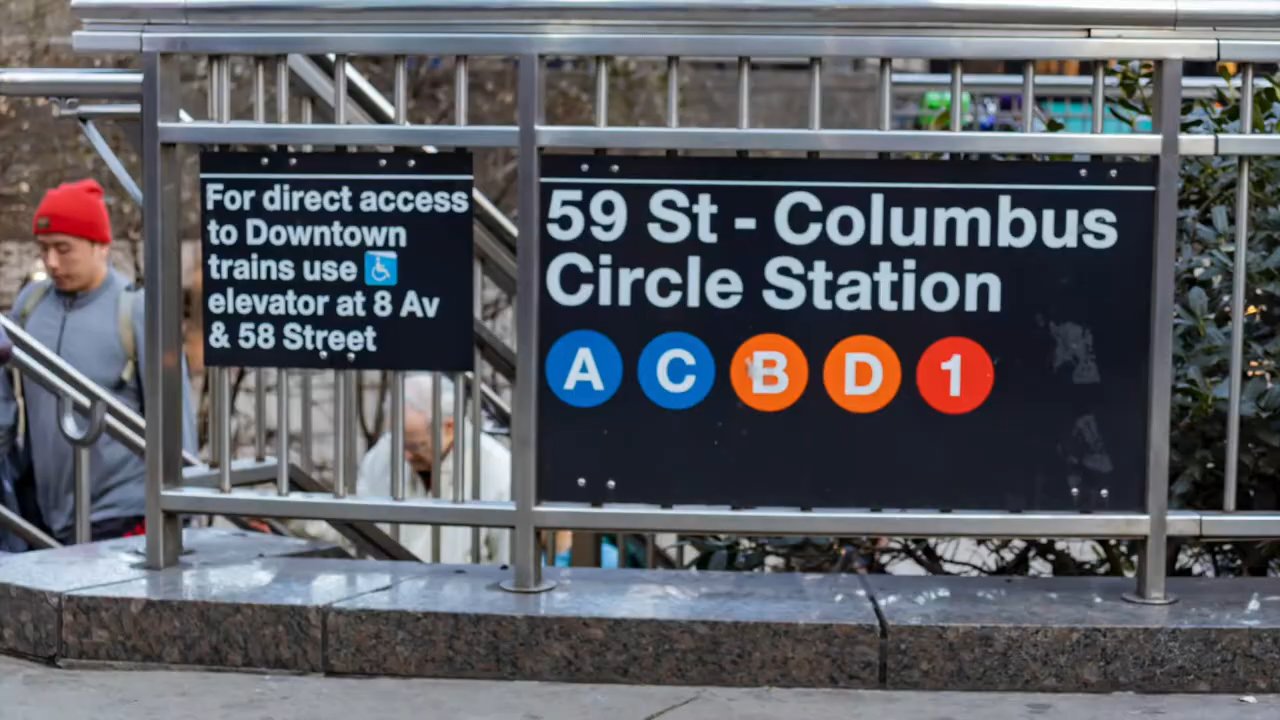 For direct access
to Downtown
trains use
elevator at 8 Av
& 58 Street
59 St - Columbus
Circle Station
A C B D 1